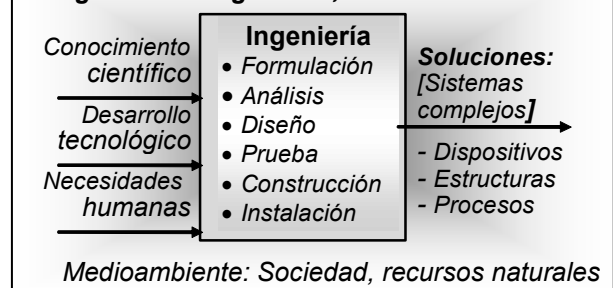 Conocimiento
científico
Desarrollo
tecnológico
Necesidades
humanas
Ingeniería
• Formulación
• Análisis
• Diseño
• Prueba
• Construcción
• Instalación
Soluciones:
[Sistemas
complejos]
- Dispositivos
- Estructuras
- Procesos
Medioambiente: Sociedad, recursos naturales